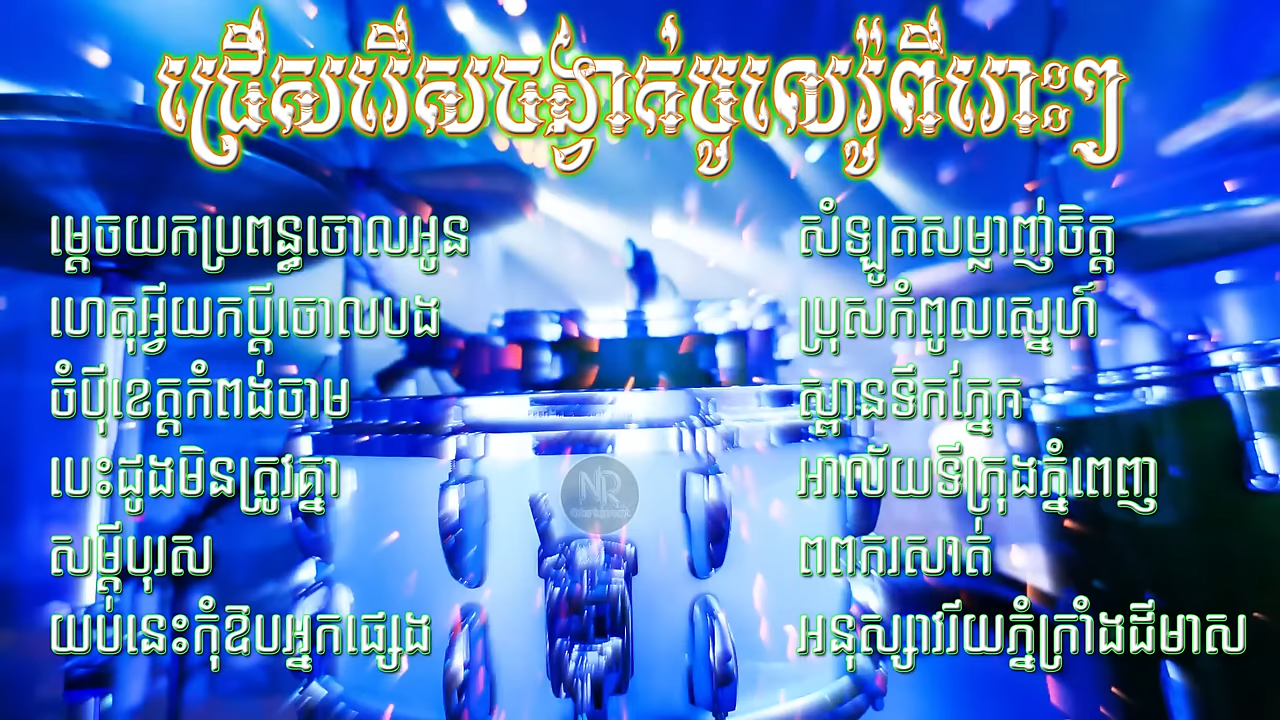 ជ្រើសរើសចង្វាក់បូលេរ៉ូពីរោះៗ
ម្ដេចយកប្រពន្ធចោលអូន
ហេតុអ្វីយកប្ដីចោលបង
ចំប៉ីខេត្តកំពង់ចាម
បេះដូងមិនត្រូវគ្នា
សម្ដីបុរស
យប់នេះកុំឱបអ្នកផ្សេង
សំឡូតសម្លាញ់ចិត្ត
ប្រុសកំពូលស្នេហ៍
ស្ពានទឹកភ្នែក
អាល័យទីក្រុងភ្នំពេញ
ពពករសាត់
អនុស្សាវរីយភ្នំក្រាំងដីមាស
NR